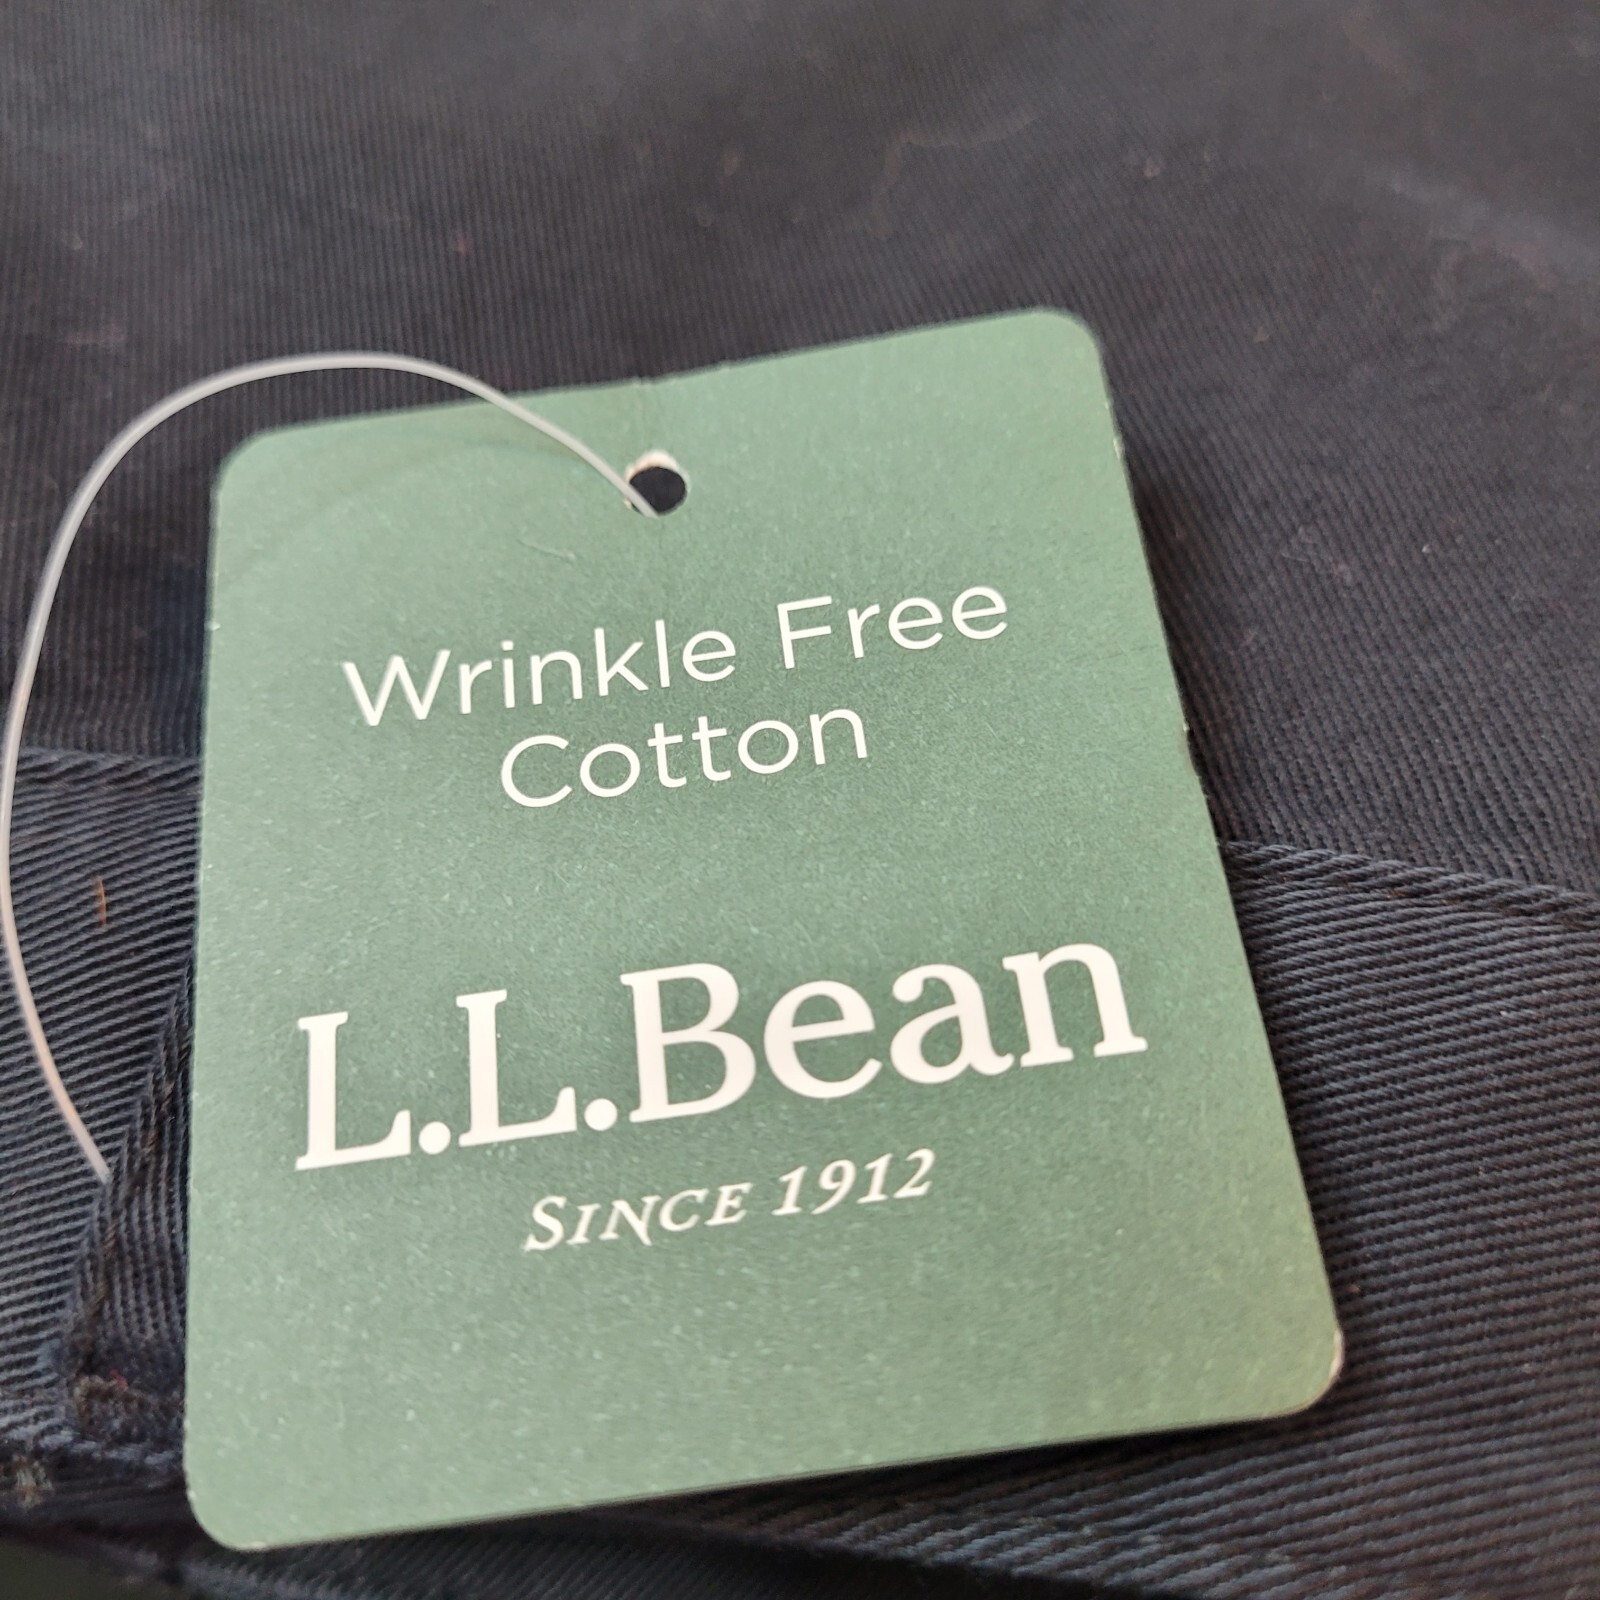 Wrinkle Free
Cotton
L.L.Bean
SINCE 1912